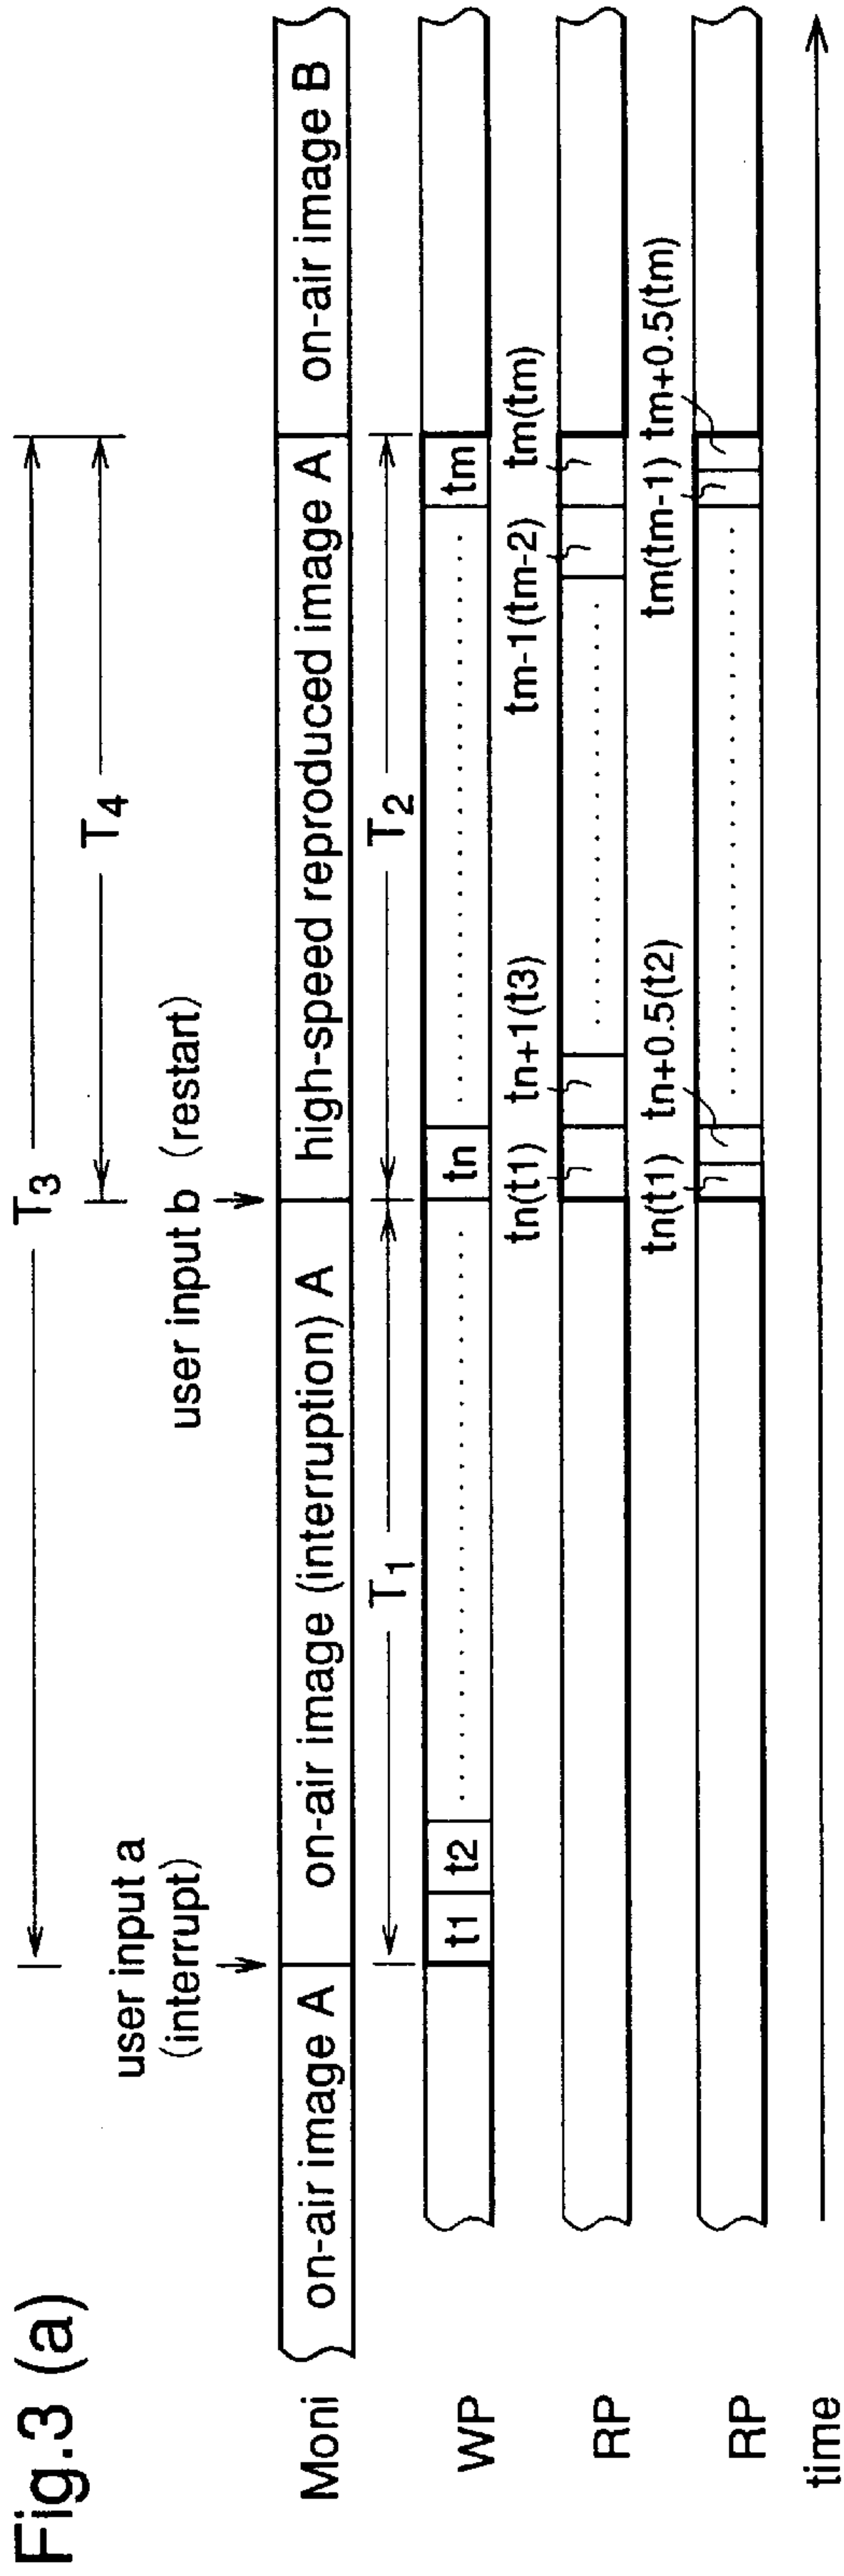 Fig.3 (a)
T3
T4
user input a
(interrupt)
user input b (restart)
Moni
on-air image A
on-air image (interruption) A
high-speed reproduced image A
on-air image B
T1
T2
WP
t1
t2
tn
tm
tn(t1)
tn+1(t3)
tm-1(tm-2)
tm(tm)
RP
tn(t1)
tn+0.5(t2)
tm(tm-1)
tm+0.5(tm)
RP
time